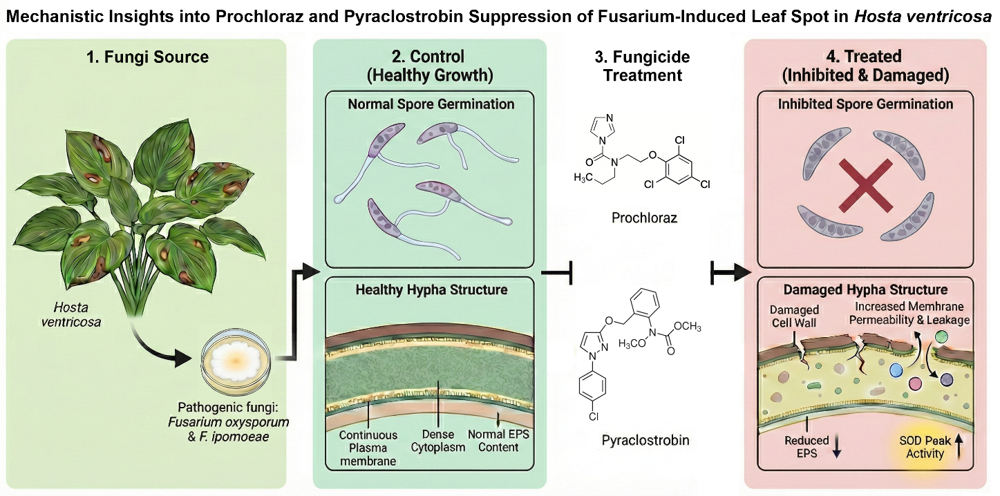 Mechanistic Insights into Prochloraz and Pyraclostrobin Suppression of Fusarium-Induced Leaf Spot in Hosta ventricosa
1. Fungi Source
Hosta
ventricosa
Pathogenic fungi:
Fusarium oxysporum
& F. ipomoeae
2. Control
(Healthy Growth)
Normal Spore Germination
Healthy Hypha Structure
Continuous
Plasma
membrane
Dense
Cytoplasm
Normal EPS
Content
3. Fungicide
Treatment
N
N
O
N
H₃C
O
Cl
Cl
Cl
Prochloraz
O
N
N
N
H₃CO
OCH₃
O
Cl
Pyraclostrobin
4. Treated
(Inhibited & Damaged)
Inhibited Spore Germination
Damaged Hypha Structure
Damaged
Cell Wall
Increased Membrane
Permeability & Leakage
Reduced
EPS
SOD Peak
Activity